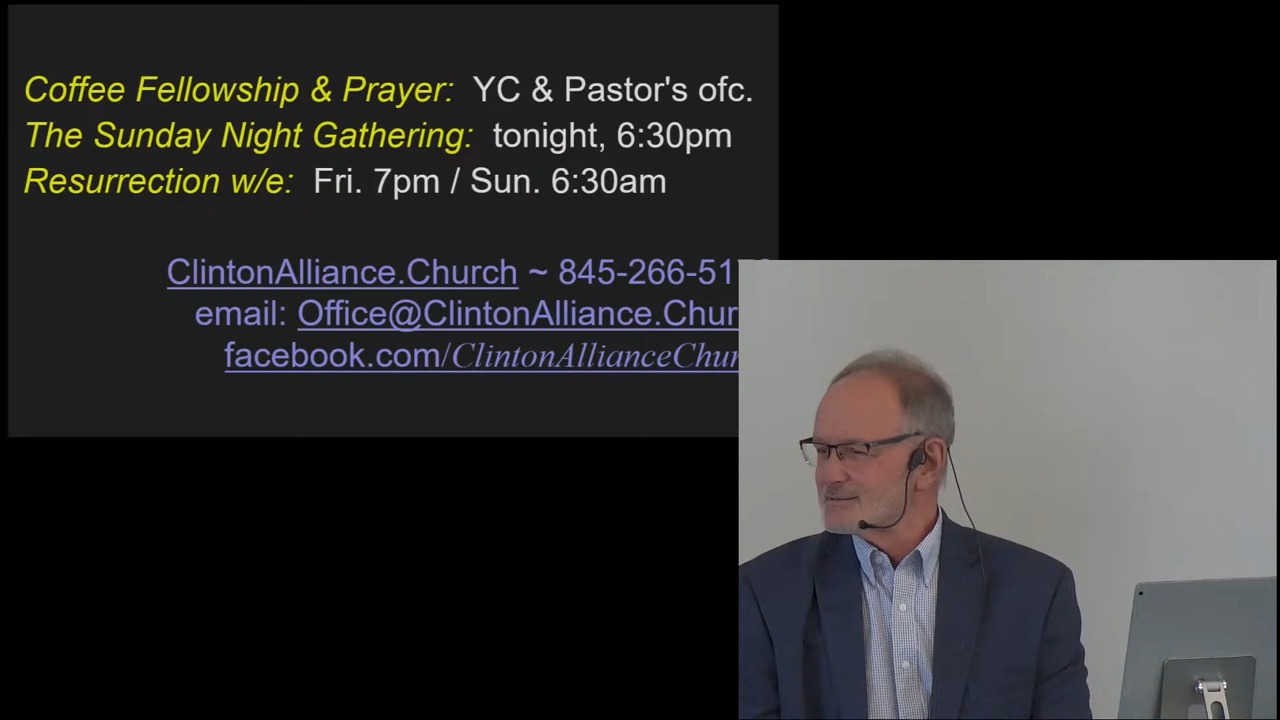 Coffee Fellowship & Prayer: YC & Pastor's ofc.
The Sunday Night Gathering: tonight, 6:30pm
Resurrection w/e: Fri. 7pm / Sun. 6:30am
ClintonAlliance.Church ~ 845-266-51
email: Office@ClintonAlliance.Chur
facebook.com/ClintonAllianceChur